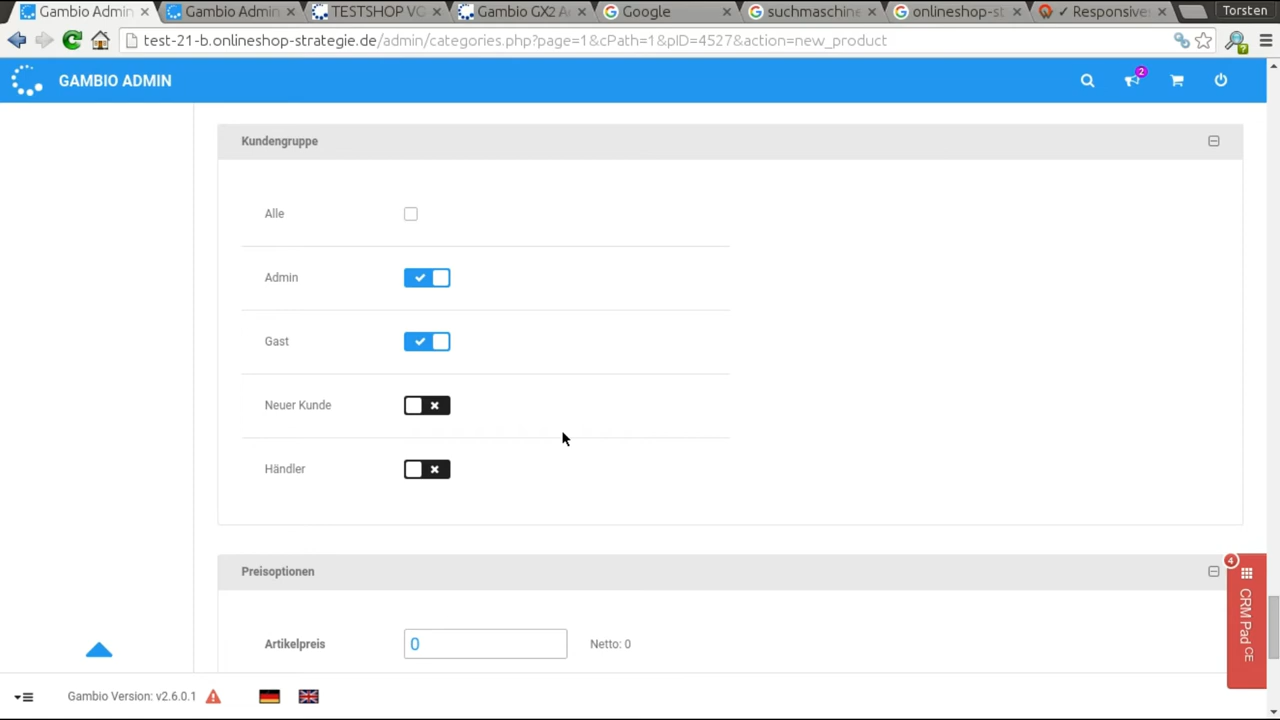 Gambio Admin
Gambio Admin
TESTSHOP VO
Gambio GX2 A
Google
suchmaschine
onlineshop-st
✓ Responsive
Torsten
test-21-b.onlineshop-strategie.de/admin/categories.php?page=1&cPath=1&pID=4527&action=new_product
GAMBIO ADMIN
2
Kundengruppe
Alle
Admin
Gast
Neuer Kunde
Händler
Preisoptionen
Artikelpreis
0
Netto: 0
4
CRM Pad CE
Gambio Version: v2.6.0.1